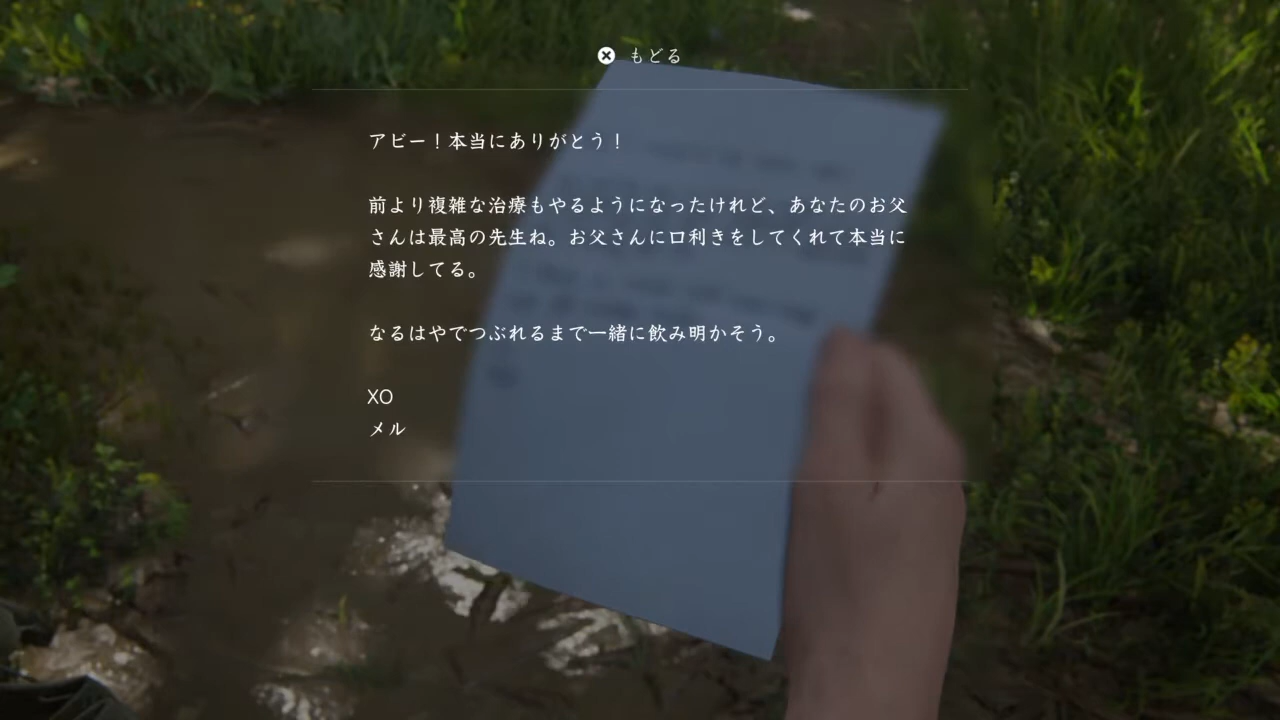 もどる
アビー！本当にありがとう！
前より複雑な治療もやるようになったけれど、あなたのお父
さんは最高の先生ね。お父さんに口利きをしてくれて本当に
感謝してる。
なるはやでつぶれるまで一緒に飲み明かそう。
XO
メル